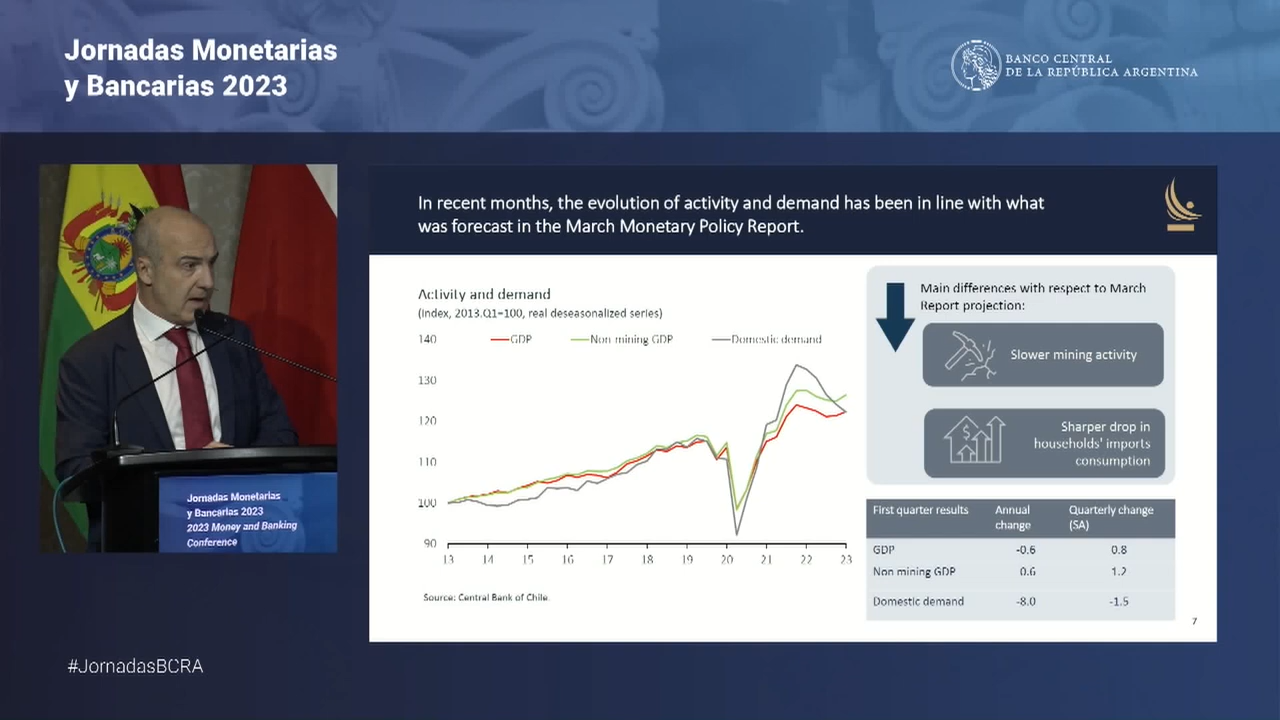 Jornadas Monetarias
y Bancarias 2023
BANCO CENTRAL
DE LA REPÚBLICA ARGENTINA
In recent months, the evolution of activity and demand has been in line with what
was forecast in the March Monetary Policy Report.
Activity and demand
(index, 2013.Q1=100, real deseasonalized series)
GDP
Non mining GDP
Domestic demand
140
130
120
110
100
90
13 14 15 16 17 18 19 20 21 22 23
Source: Central Bank of Chile.
Main differences with respect to March
Report projection:
Slower mining activity
$
Sharper drop in
households' imports
consumption
First quarter results Annual change Quarterly change (SA)
GDP -0.6 0.8
Non mining GDP 0.6 1.2
Domestic demand -8.0 -1.5
7
Jornadas Monetarias
y Bancarias 2023
2023 Money and Banking
Conference
#JornadasBCRA